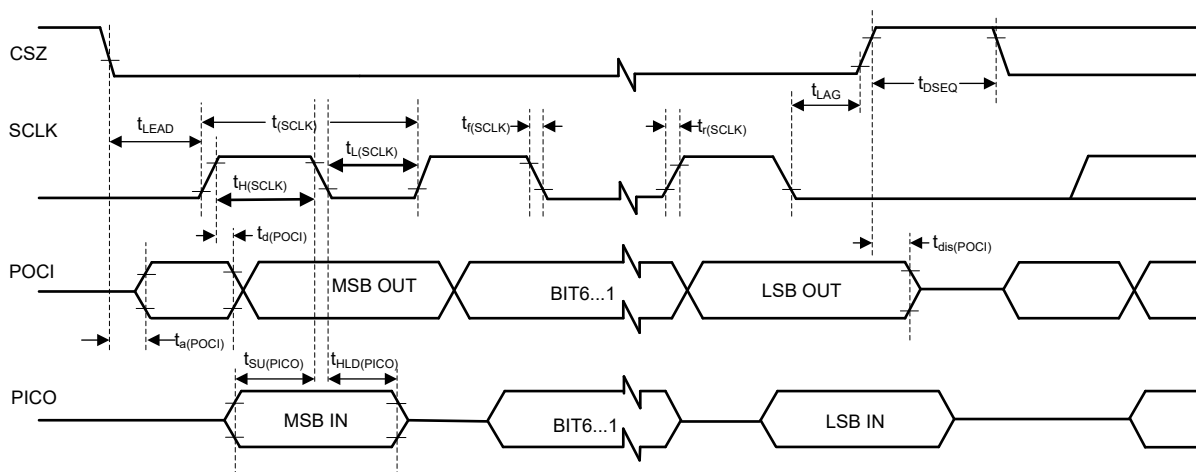 CSZ
tLAG
tDSEQ
SCLK
tLEAD
t(SCLK)
tf(SCLK)
tr(SCLK)
tL(SCLK)
tH(SCLK)
td(POCI)
tdis(POCI)
POCI
MSB OUT
BIT6...1
LSB OUT
ta(POCI)
tSU(PICO)
tHLD(PICO)
PICO
MSB IN
BIT6...1
LSB IN